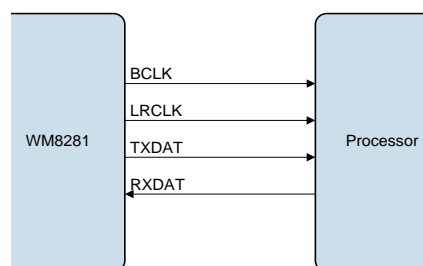 BCLK
LRCLK
WM8281
TXDAT
Processor
RXDAT